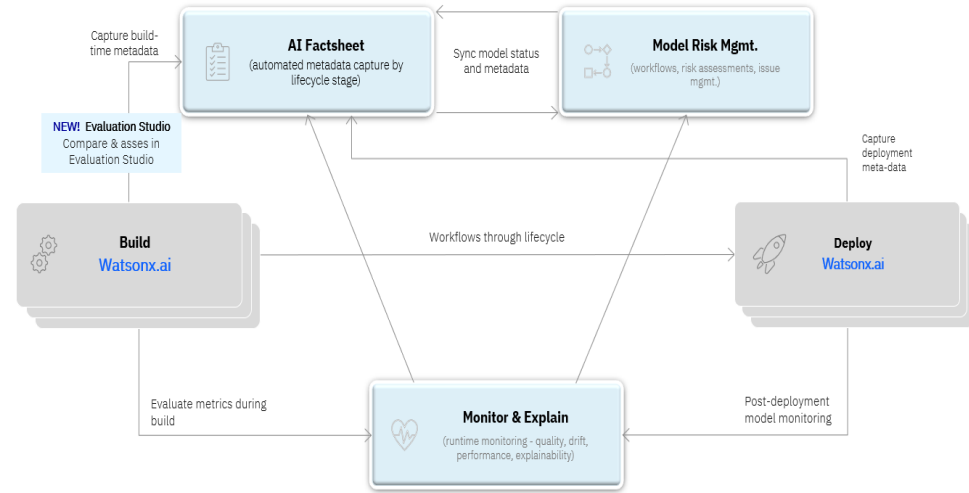 Capture build-
time metadata
AI Factsheet
(automated metadata capture by
lifecycle stage)
Sync model status
and metadata
Model Risk Mgmt.
(workflows, risk assessments, issue
mgmt.)
NEW! Evaluation Studio
Compare & asses in
Evaluation Studio
Capture
deployment
meta-data
Build
Watsonx.ai
Workflows through lifecycle
Deploy
Watsonx.ai
Evaluate metrics during
build
Monitor & Explain
(runtime monitoring - quality, drift,
performance, explainability)
Post-deployment
model monitoring